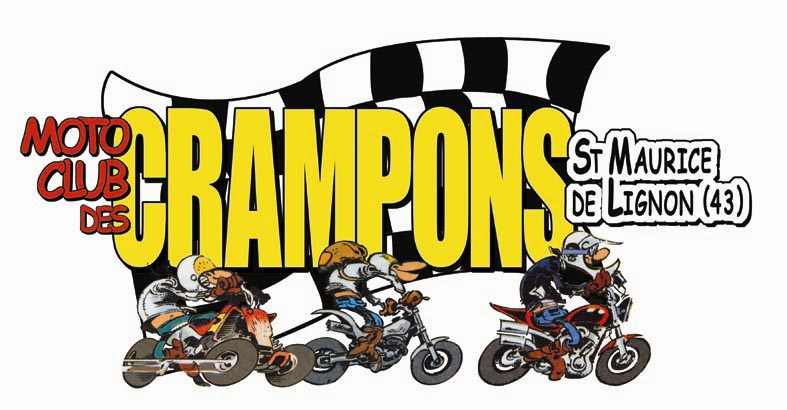 MOTO
CLUB
DES
CRAMPONS
ST MAURICE
DE LIGNON (43)